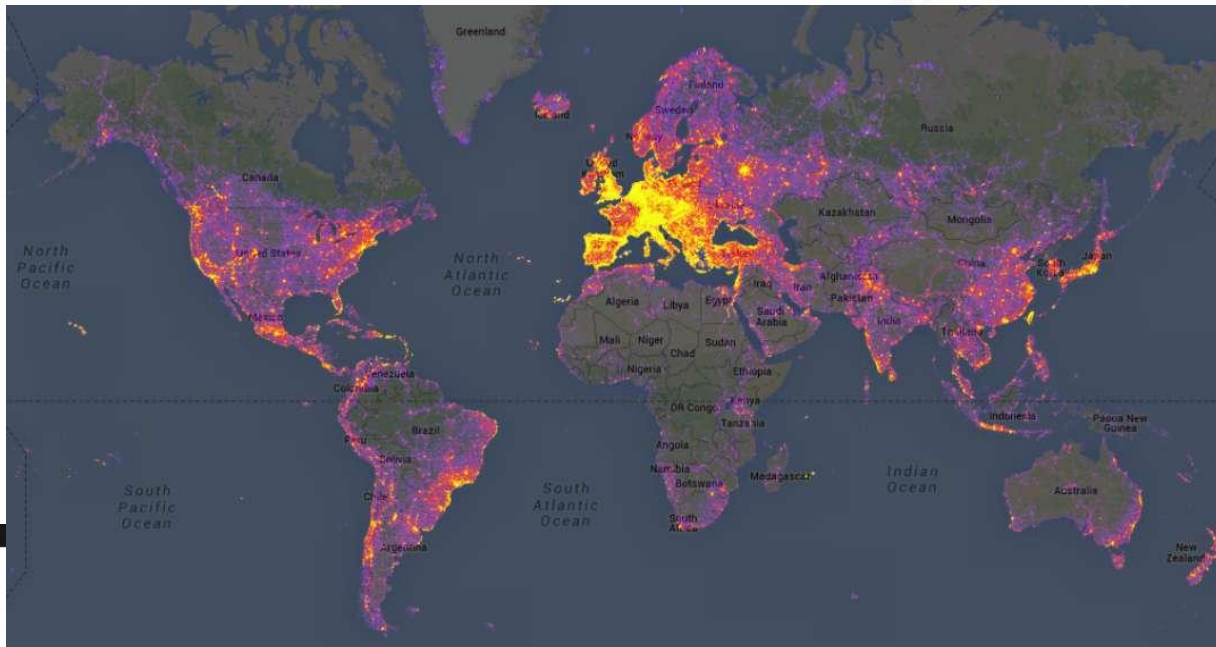 Greenland
Iceland
Finland
Sweden
Norway
Russia
United
Kingdom
Canada
Kazakhstan
Mongolia
North
Pacific
Ocean
United States
North
Atlantic
Ocean
Turkey
China
South
Korea
Japan
Afghanistan
Iraq
Iran
Pakistan
Algeria
Libya
Egypt
Saudi
Arabia
India
Mexico
Mali
Niger
Chad
Sudan
Thailand
Nigeria
Ethiopia
Venezuela
Colombia
DR Congo
Kenya
Tanzania
Indonesia
Papua New
Guinea
Brazil
Peru
Bolivia
Angola
Namibia
Botswana
Madagascar
Indian
Ocean
South
Pacific
Ocean
Chile
South
Atlantic
Ocean
South
Africa
Australia
Argentina
New
Zealand